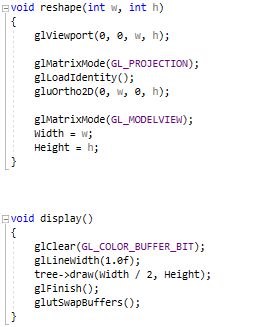 void reshape(int w, int h)
{
glViewport(0, 0, w, h);
glMatrixMode(GL_PROJECTION);
glLoadIdentity();
gluOrtho2D(0, w, 0, h);
glMatrixMode(GL_MODELVIEW);
Width = w;
Height = h;
}
void display()
{
glClear(GL_COLOR_BUFFER_BIT);
glLineWidth(1.0f);
tree->draw(Width / 2, Height);
glFinish();
glutSwapBuffers();
}